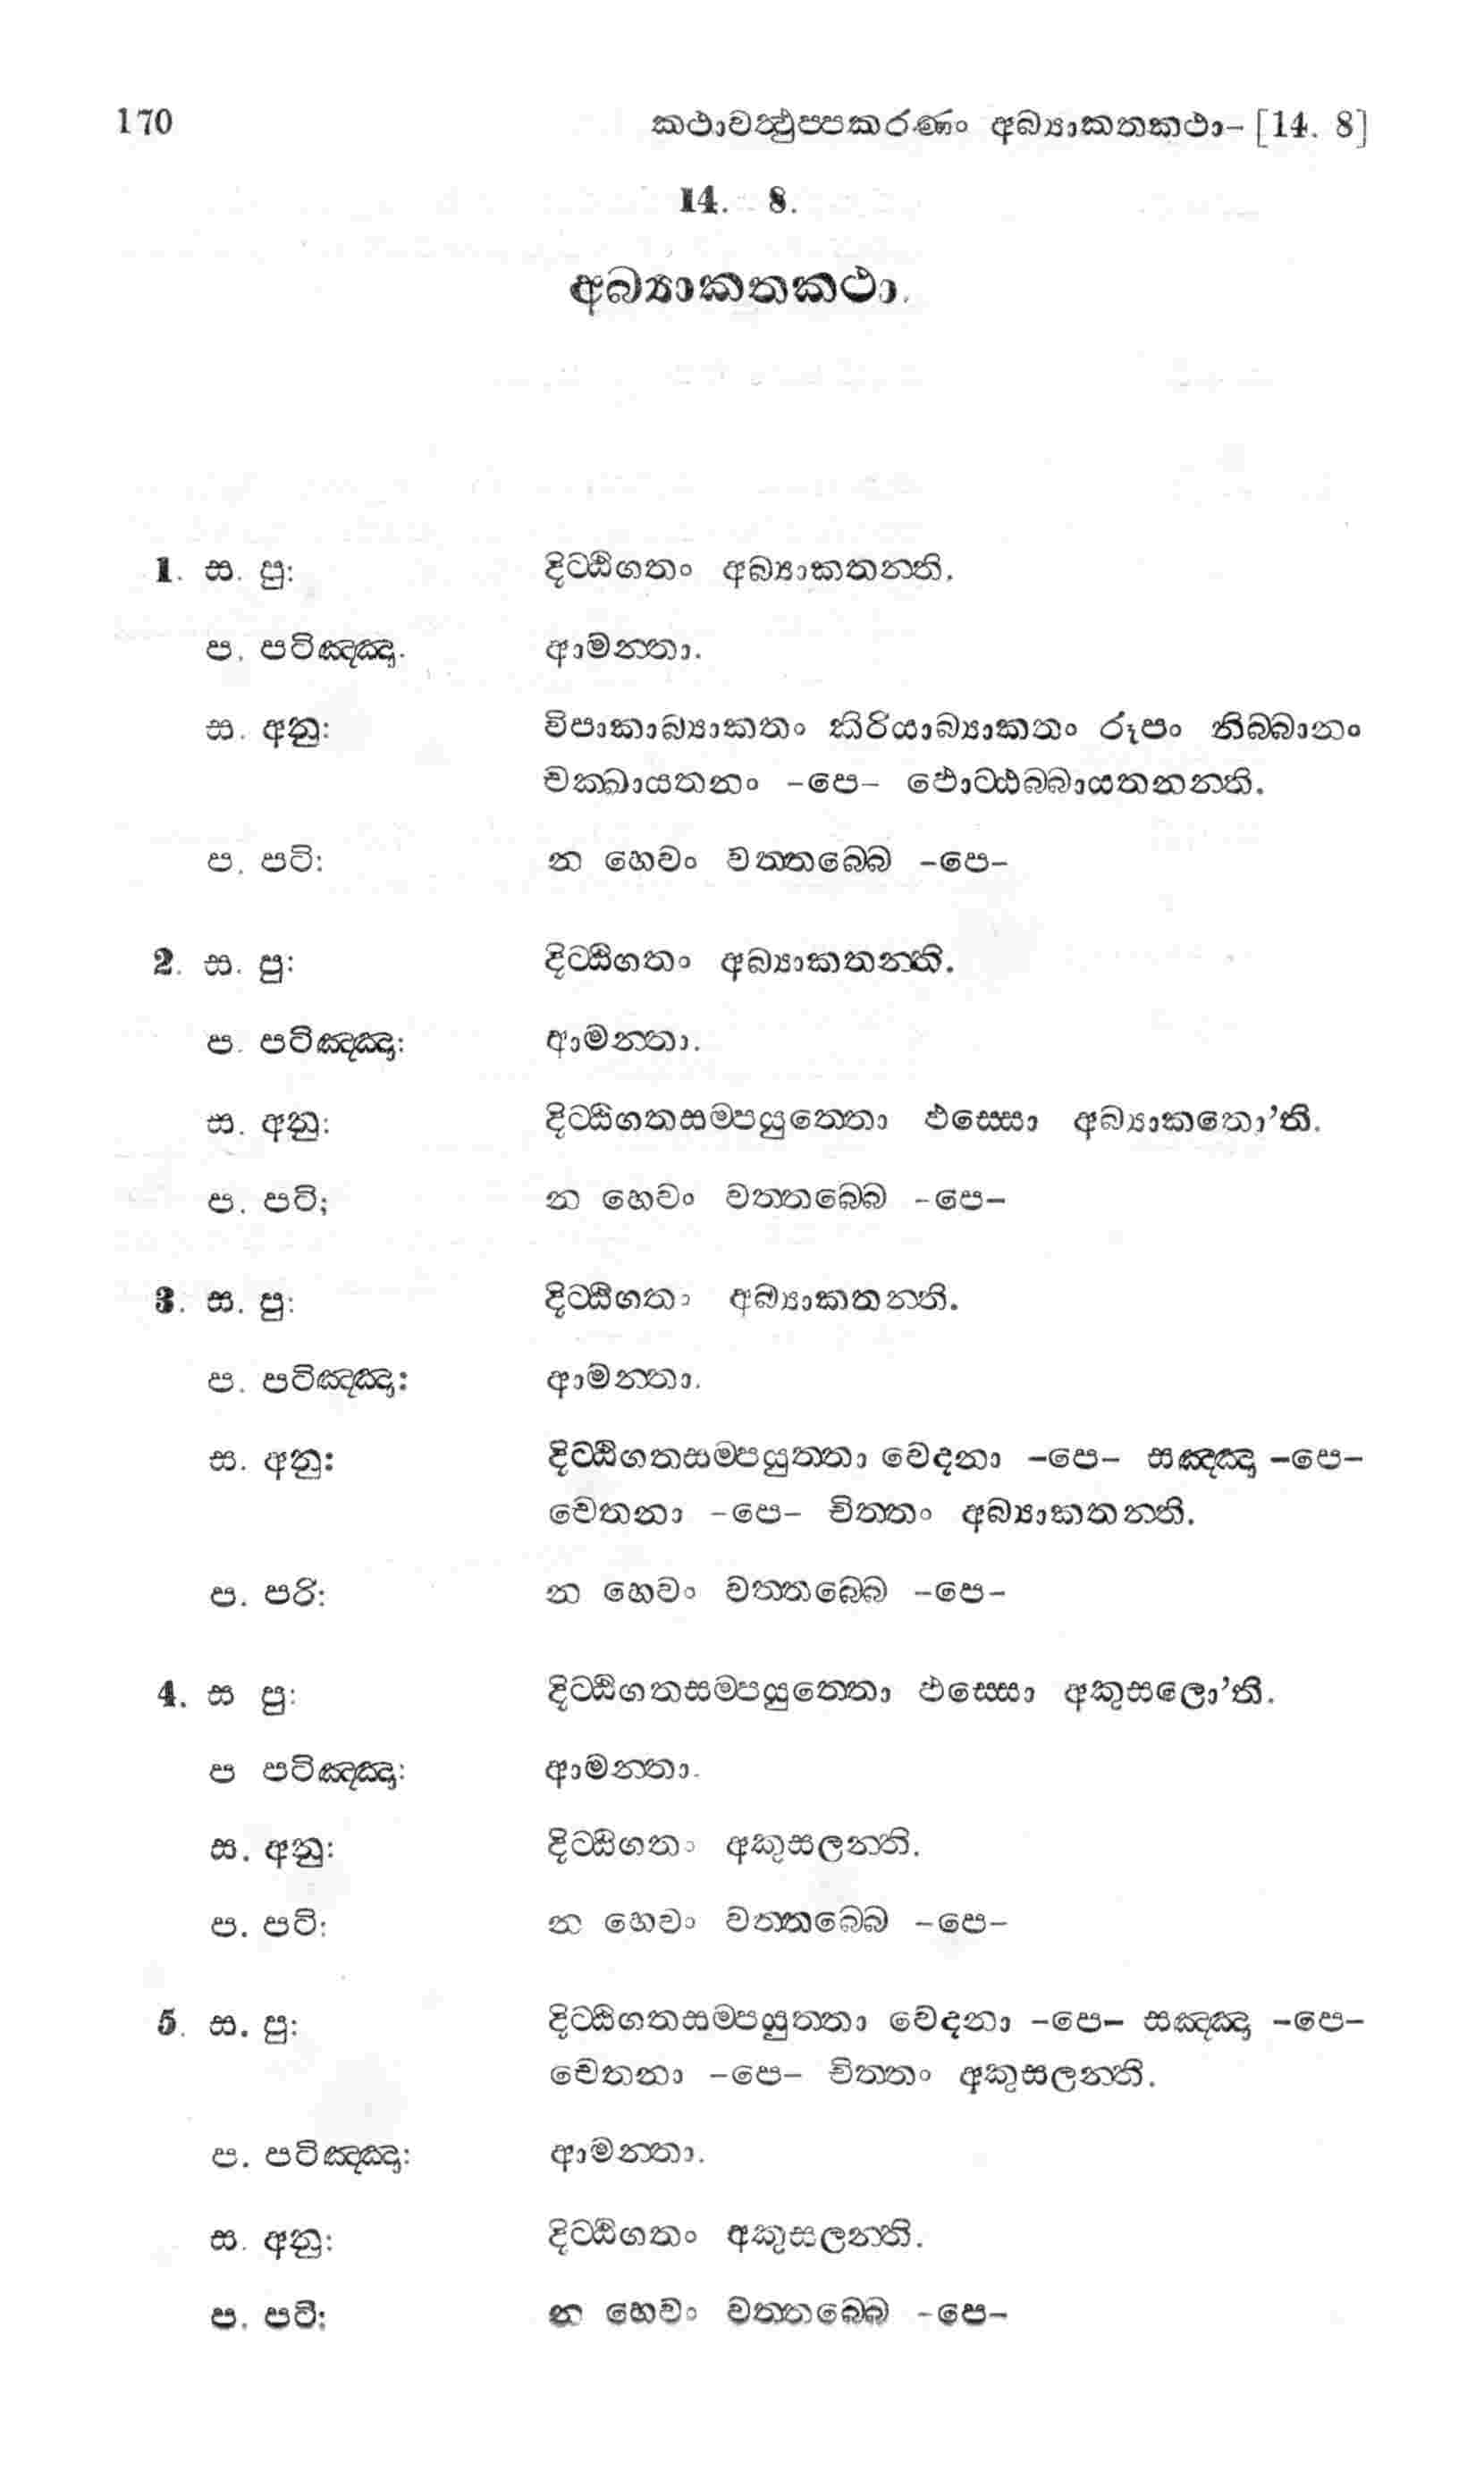 170 කථාවත්ථුප්පකරණං අබ්‍යාකතකථා- [14. 8]
14. 8.
අබ්‍යාකතකථා.
1. ස. පු: දිට්ඨිගතං අබ්‍යාකතන්ති.
ප. පටිඤ්ඤා. ආමන්තා.
ස. අනු: විපාකාබ්‍යාකතං කිරියාබ්‍යාකතං රූපං නිබ්බානං
චක්ඛායතනං -පෙ- ඵොට්ඨබ්බායතනන්ති.
ප. පටි: න හෙවං වත්තබ්බෙ -පෙ-
2. ස. පු: දිට්ඨිගතං අබ්‍යාකතන්ති.
ප. පටිඤ්ඤා: ආමන්තා.
ස. අනු: දිට්ඨිගතසම්පයුත්තො ඵස්සො අබ්‍යාකතො'ති.
ප. පටි; න හෙවං වත්තබ්බෙ -පෙ-
3. ස. පු: දිට්ඨිගතං අබ්‍යාකතන්ති.
ප. පටිඤ්ඤා: ආමන්තා.
ස. අනු: දිට්ඨිගතසම්පයුත්තා වෙදනා -පෙ- සඤ්ඤා -පෙ-
චෙතනා -පෙ- චිත්තං අබ්‍යාකතන්ති.
ප. පරි: න හෙවං වත්තබ්බෙ -පෙ-
4. ස පු: දිට්ඨිගතසම්පයුත්තො ඵස්සො අකුසලො'ති.
ප පටිඤ්ඤා: ආමන්තා.
ස. අනු: දිට්ඨිගතං අකුසලන්ති.
ප. පටි: න හෙවං වත්තබ්බෙ -පෙ-
5. ස. පු: දිට්ඨිගතසම්පයුත්තා වෙදනා -පෙ- සඤ්ඤා -පෙ-
චෙතනා -පෙ- චිත්තං අකුසලන්ති.
ප. පටිඤ්ඤා: ආමන්තා.
ස. අනු: දිට්ඨිගතං අකුසලන්ති.
ප. පටි: න හෙවං වත්තබ්බෙ -පෙ-